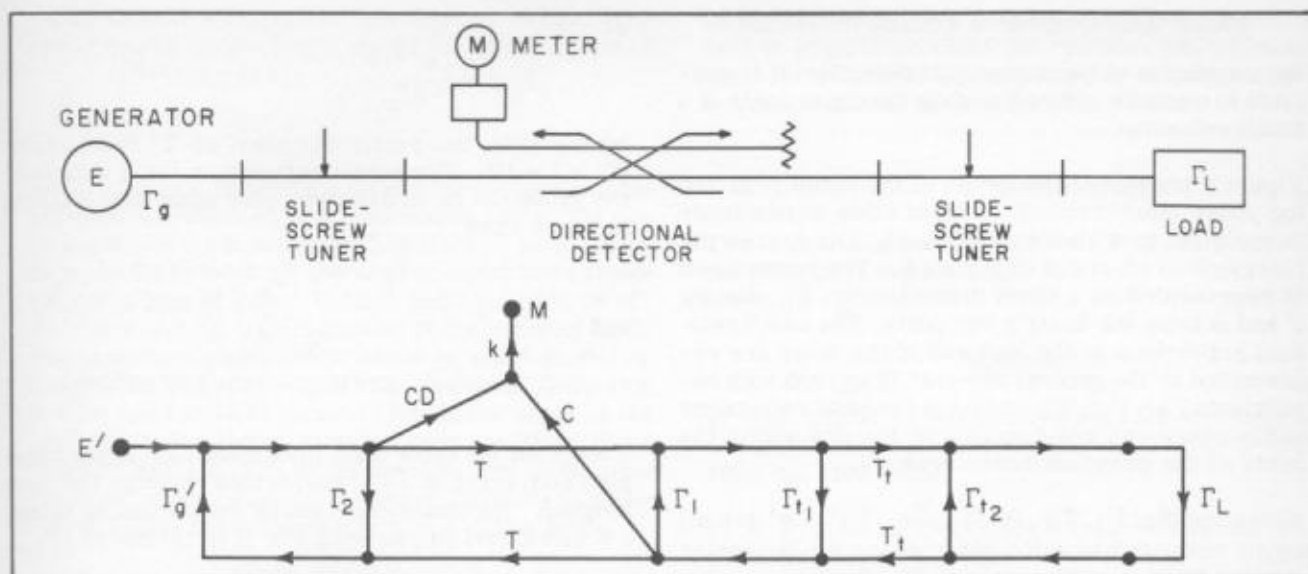 M METER
GENERATOR
E
Γg
SLIDE-
SCREW
TUNER
DIRECTIONAL
DETECTOR
SLIDE-
SCREW
TUNER
ΓL
LOAD
M
k
CD
C
E′
T
Tt
Γg′
Γ2
Γ1
Γt1
Γt2
ΓL
T
Tt